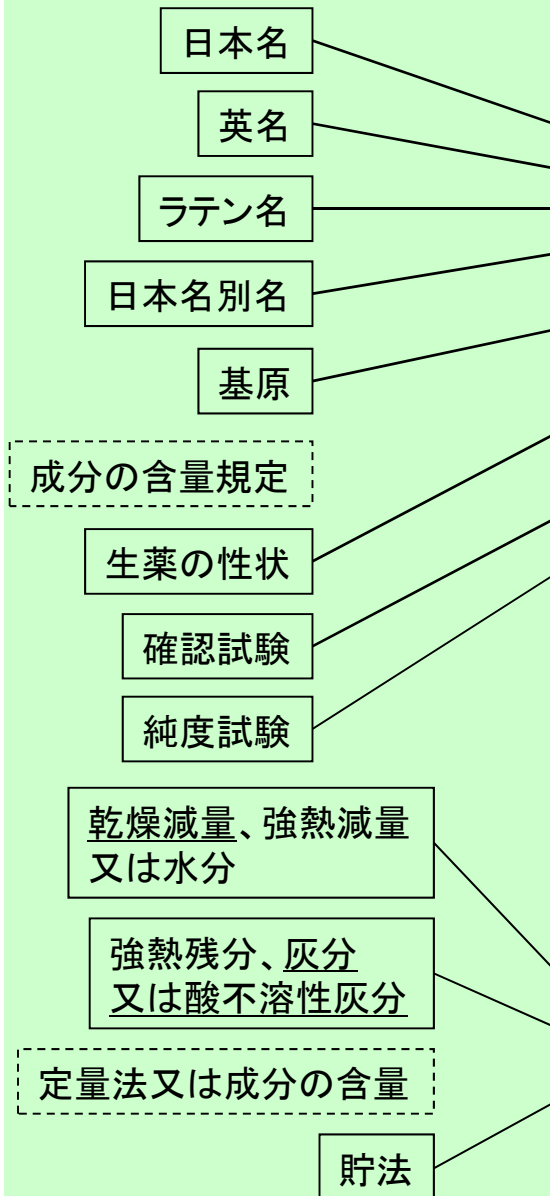 日本名
英名
ラテン名
日本名別名
基原
成分の含量規定
生薬の性状
確認試験
純度試験
乾燥減量、強熱減量
又は水分
強熱残分、灰分
又は酸不溶性灰分
定量法又は成分の含量
貯法